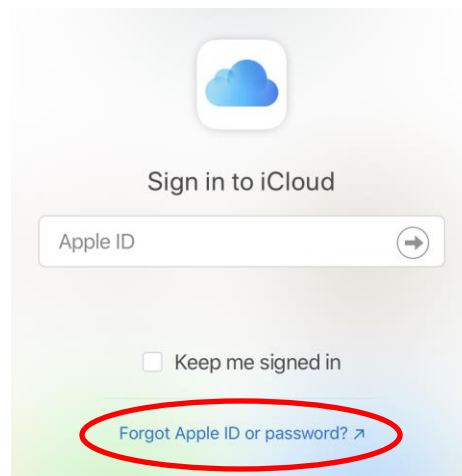 Sign in to iCloud
Apple ID
Keep me signed in
Forgot Apple ID or password? ↗